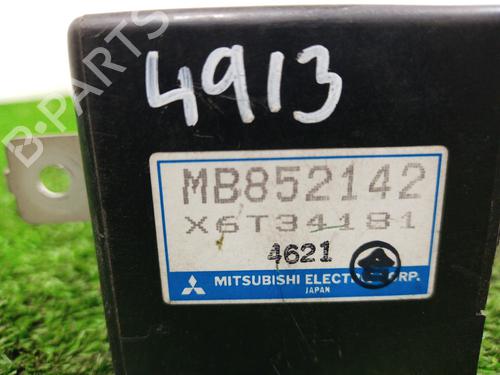 4913
B-PARTS
MB852142
X6T34181
4621
MITSUBISHI ELECTRIC CORP.
JAPAN